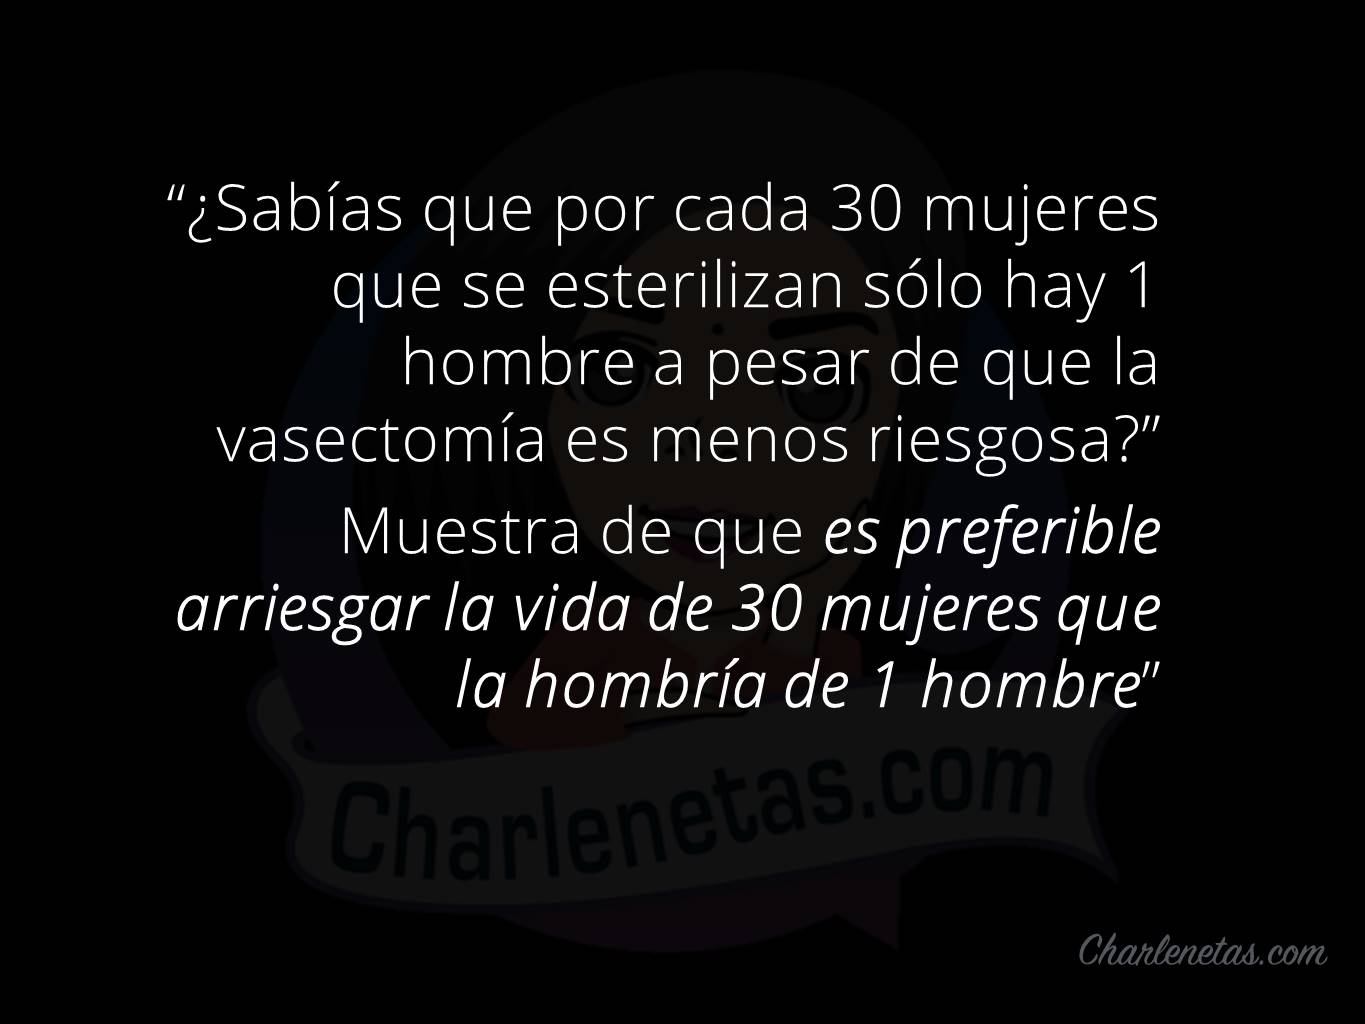 “¿Sabías que por cada 30 mujeres
que se esterilizan sólo hay 1
hombre a pesar de que la
vasectomía es menos riesgosa?”
Muestra de que es preferible
arriesgar la vida de 30 mujeres que
la hombría de 1 hombre”
Charlenetas.com
Charlenetas.com